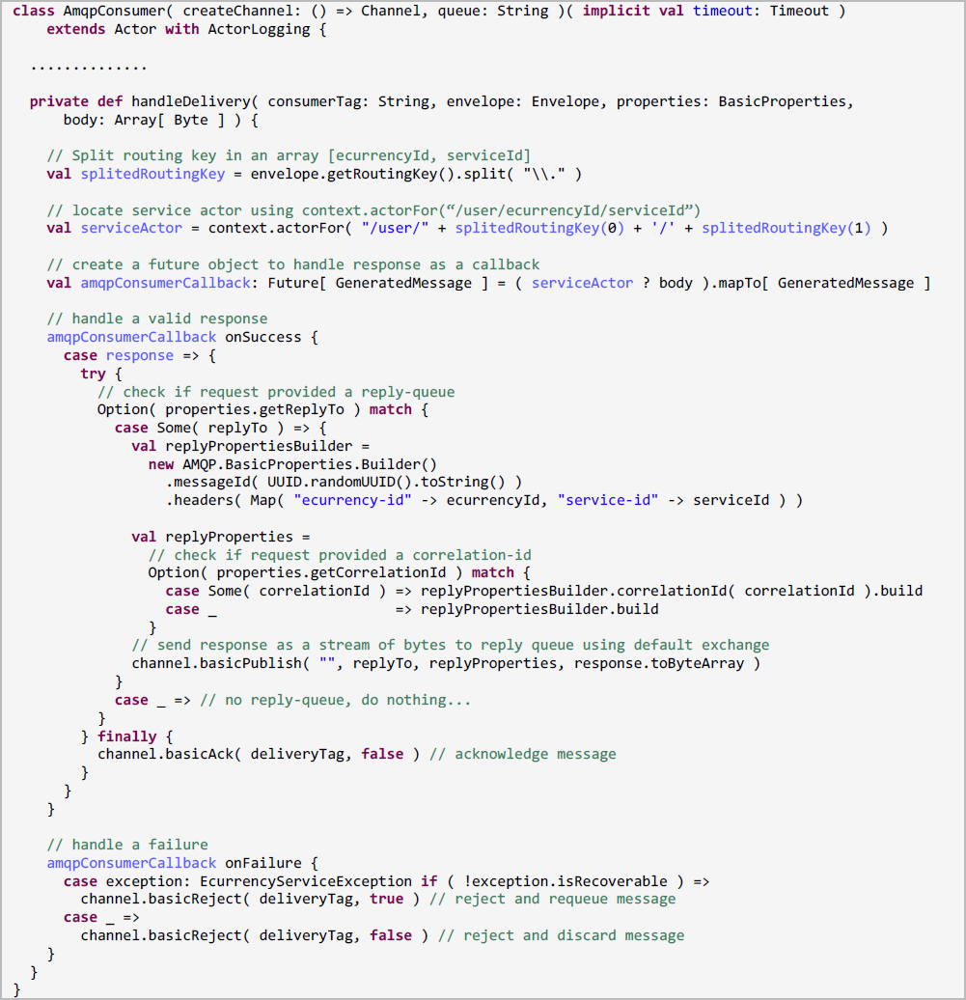 class AmqpConsumer( createChannel: () => Channel, queue: String )( implicit val timeout: Timeout )
    extends Actor with ActorLogging {

  ..............

  private def handleDelivery( consumerTag: String, envelope: Envelope, properties: BasicProperties,
      body: Array[ Byte ] ) {

    // Split routing key in an array [ecurrencyId, serviceId]
    val splitedRoutingKey = envelope.getRoutingKey().split( "\\." )

    // locate service actor using context.actorFor(“/user/ecurrencyId/serviceId”)
    val serviceActor = context.actorFor( "/user/" + splitedRoutingKey(0) + '/' + splitedRoutingKey(1) )

    // create a future object to handle response as a callback
    val amqpConsumerCallback: Future[ GeneratedMessage ] = ( serviceActor ? body ).mapTo[ GeneratedMessage ]

    // handle a valid response
    amqpConsumerCallback onSuccess {
      case response => {
        try {
          // check if request provided a reply-queue
          Option( properties.getReplyTo ) match {
            case Some( replyTo ) => {
              val replyPropertiesBuilder =
                new AMQP.BasicProperties.Builder()
                  .messageId( UUID.randomUUID().toString() )
                  .headers( Map( "ecurrency-id" -> ecurrencyId, "service-id" -> serviceId ) )

              val replyProperties =
                // check if request provided a correlation-id
                Option( properties.getCorrelationId ) match {
                  case Some( correlationId ) => replyPropertiesBuilder.correlationId( correlationId ).build
                  case _                     => replyPropertiesBuilder.build
                }
              // send response as a stream of bytes to reply queue using default exchange
              channel.basicPublish( "", replyTo, replyProperties, response.toByteArray )
            }
            case _ => // no reply-queue, do nothing...
          }
        } finally {
          channel.basicAck( deliveryTag, false ) // acknowledge message
        }
      }
    }

    // handle a failure
    amqpConsumerCallback onFailure {
      case exception: EcurrencyServiceException if ( !exception.isRecoverable ) =>
        channel.basicReject( deliveryTag, true ) // reject and requeue message
      case _ =>
        channel.basicReject( deliveryTag, false ) // reject and discard message
    }
  }
}